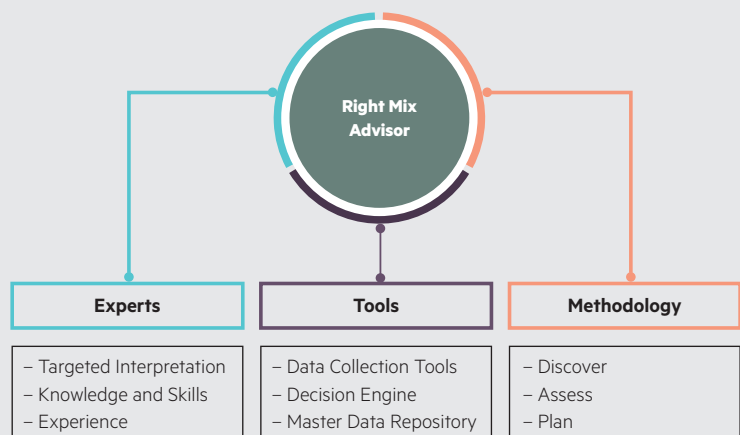 Right Mix
Advisor
Experts
– Targeted Interpretation
– Knowledge and Skills
– Experience
Tools
– Data Collection Tools
– Decision Engine
– Master Data Repository
Methodology
– Discover
– Assess
– Plan